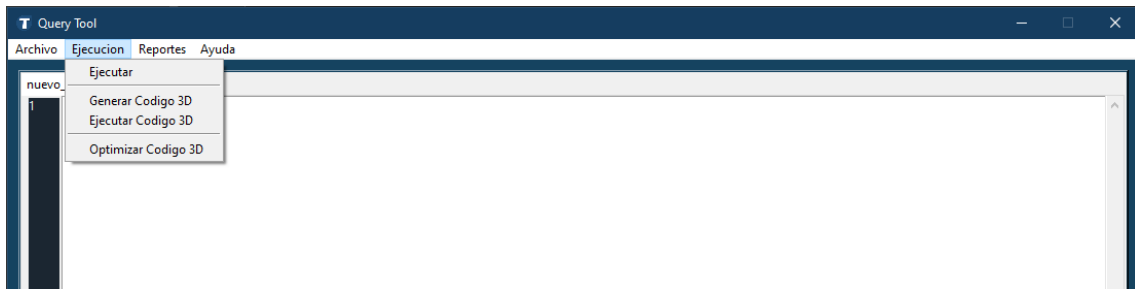 T Query Tool
Archivo Ejecucion Reportes Ayuda
Ejecutar
nuevo_
1
Generar Codigo 3D
Ejecutar Codigo 3D
Optimizar Codigo 3D